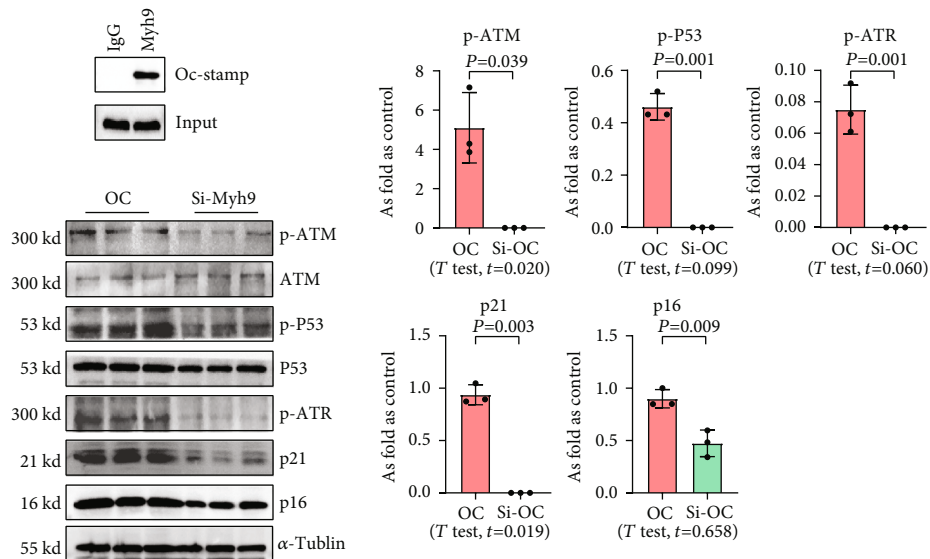 IgG
Myh9
Oc-stamp
Input
OC
Si-Myh9
300 kd
p-ATM
300 kd
ATM
53 kd
p-P53
53 kd
P53
300 kd
p-ATR
21 kd
p21
16 kd
p16
55 kd
α-Tublin
p-ATM
P=0.039
As fold as control
8
6
4
2
0
OC
Si-OC
(T test, t=0.020)
p-P53
P=0.001
As fold as control
0.6
0.4
0.2
0.0
OC
Si-OC
(T test, t=0.099)
p-ATR
P=0.001
As fold as control
0.10
0.08
0.06
0.04
0.02
0.00
OC
Si-OC
(T test, t=0.060)
p21
P=0.003
As fold as control
1.5
1.0
0.5
0.0
OC
Si-OC
(T test, t=0.019)
p16
P=0.009
As fold as control
1.5
1.0
0.5
0.0
OC
Si-OC
(T test, t=0.658)